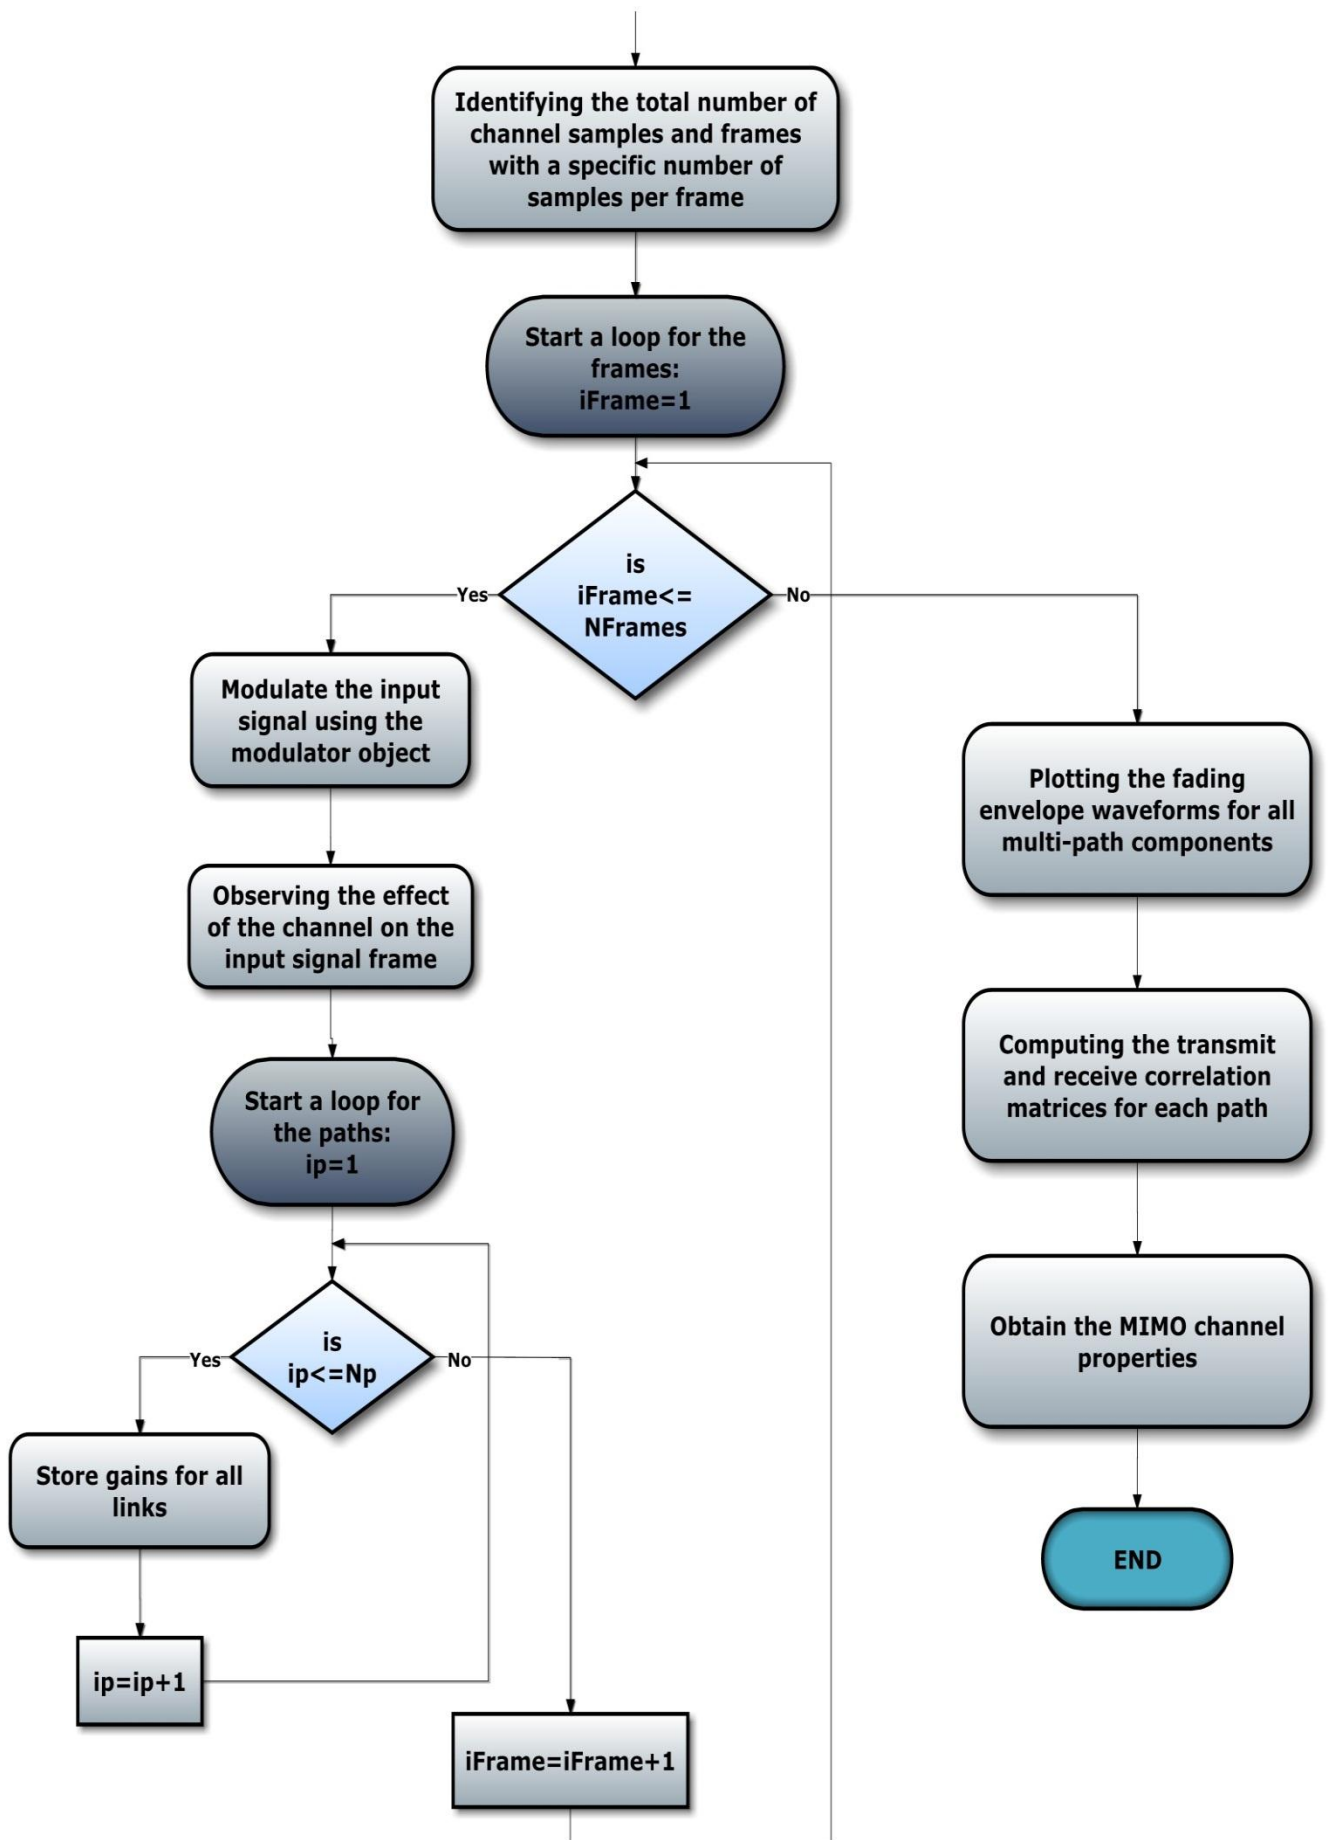 Identifying the total number of
channel samples and frames
with a specific number of
samples per frame
Start a loop for the
frames:
iFrame=1
is
iFrame<=
NFrames
Yes
No
Modulate the input
signal using the
modulator object
Observing the effect
of the channel on the
input signal frame
Start a loop for
the paths:
ip=1
is
ip<=Np
Yes
No
Store gains for all
links
ip=ip+1
iFrame=iFrame+1
Plotting the fading
envelope waveforms for all
multi-path components
Computing the transmit
and receive correlation
matrices for each path
Obtain the MIMO channel
properties
END